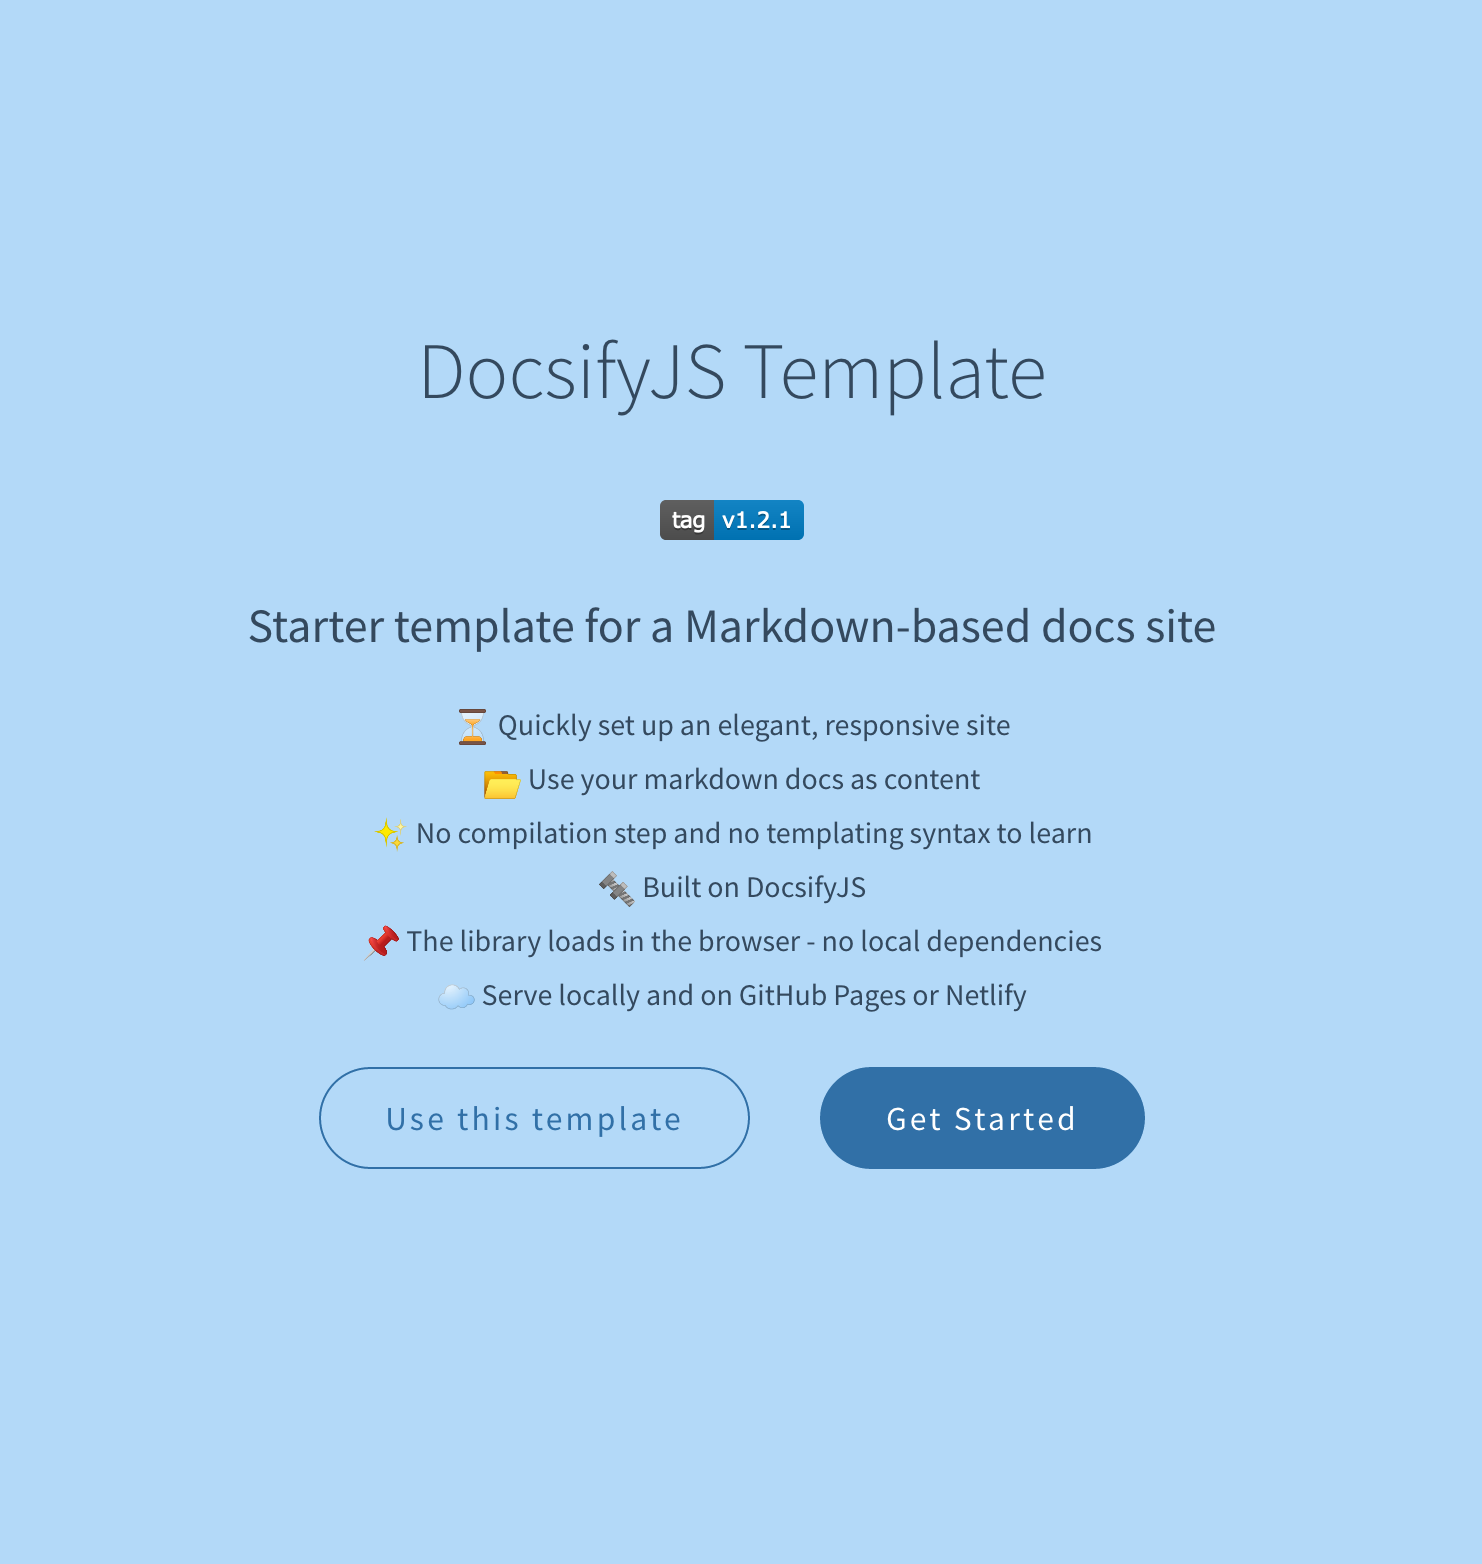 DocsifyJS Template
tag v1.2.1
Starter template for a Markdown-based docs site
⏳ Quickly set up an elegant, responsive site
📂 Use your markdown docs as content
✨ No compilation step and no templating syntax to learn
🔩 Built on DocsifyJS
📌 The library loads in the browser - no local dependencies
☁️ Serve locally and on GitHub Pages or Netlify
Use this template Get Started